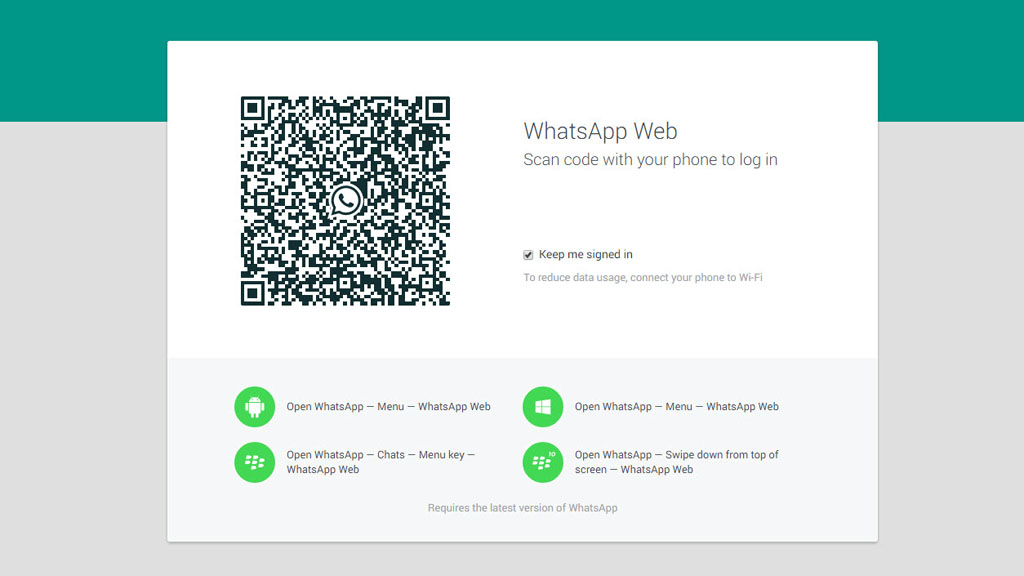 WhatsApp Web
Scan code with your phone to log in
Keep me signed in
To reduce data usage, connect your phone to Wi-Fi
Open WhatsApp — Menu — WhatsApp Web
Open WhatsApp — Menu — WhatsApp Web
Open WhatsApp — Chats — Menu key —
WhatsApp Web
10
Open WhatsApp — Swipe down from top of
screen — WhatsApp Web
Requires the latest version of WhatsApp